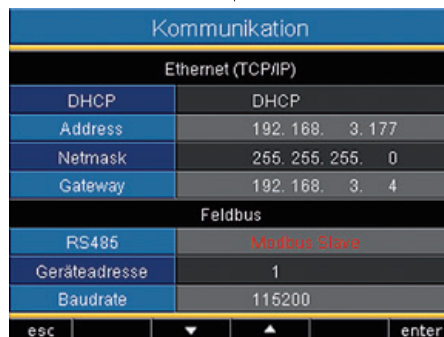 Kommunikation
Ethernet (TCP/IP)
DHCP DHCP
Address 192. 168. 3. 177
Netmask 255. 255. 255. 0
Gateway 192. 168. 3. 4
Feldbus
RS485 Modbus Slave
Geräteadresse 1
Baudrate 115200
esc ▼ ▲ enter